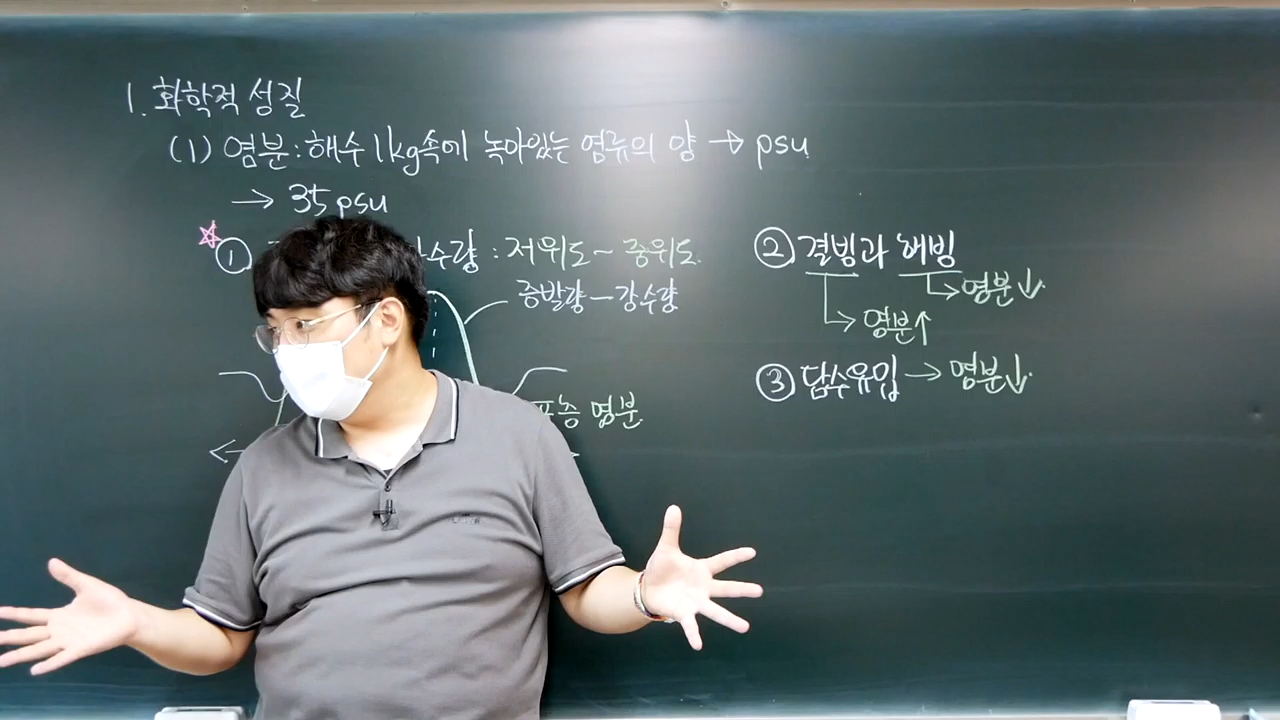 1. 화학적 성질
(1) 염분 : 해수 1kg속에 녹아있는 염류의 양 → psu
→ 35 psu
☆ ① 수량 : 저위도 ~ 중위도
증발량 - 강수량
표층 염분
② 결빙과 해빙
→ 염분↓
→ 염분↑
③ 담수유입 → 염분↓